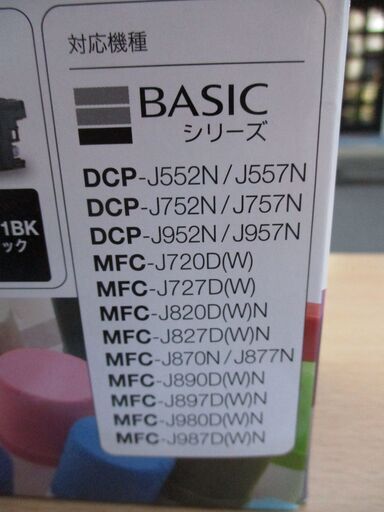 対応機種
BASIC
シリーズ
DCP-J552N/J557N
DCP-J752N/J757N
DCP-J952N/J957N
MFC-J720D(W)
MFC-J727D(W)
MFC-J820D(W)N
MFC-J827D(W)N
MFC-J870N/J877N
MFC-J890D(W)N
MFC-J897D(W)N
MFC-J980D(W)N
MFC-J987D(W)N
1BK
ック